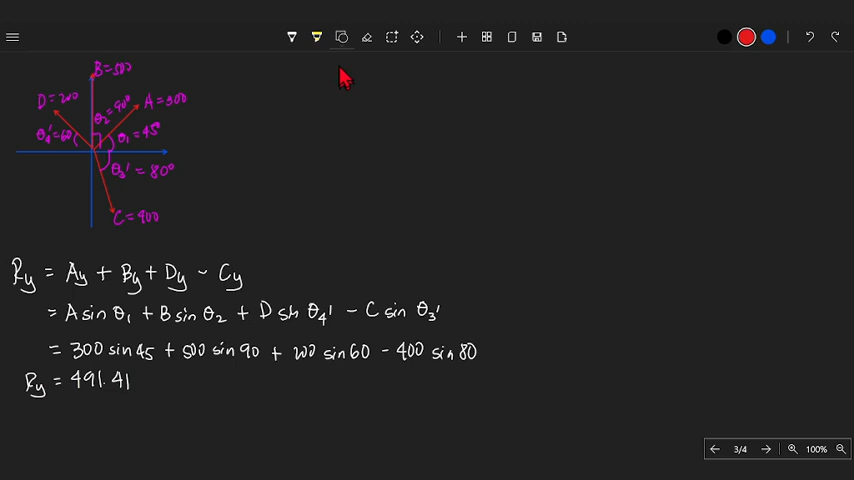 B=500
D=200
A=300
θ2=90°
θ4'=60
θ1=45°
θ3'=80°
C=400
Ry = Ay + By + Dy - Cy
= A sin θ1 + B sin θ2 + D sin θ4' - C sin θ3'
= 300 sin 45 + 500 sin 90 + 200 sin 60 - 400 sin 80
Ry = 491.41
3/4 100%